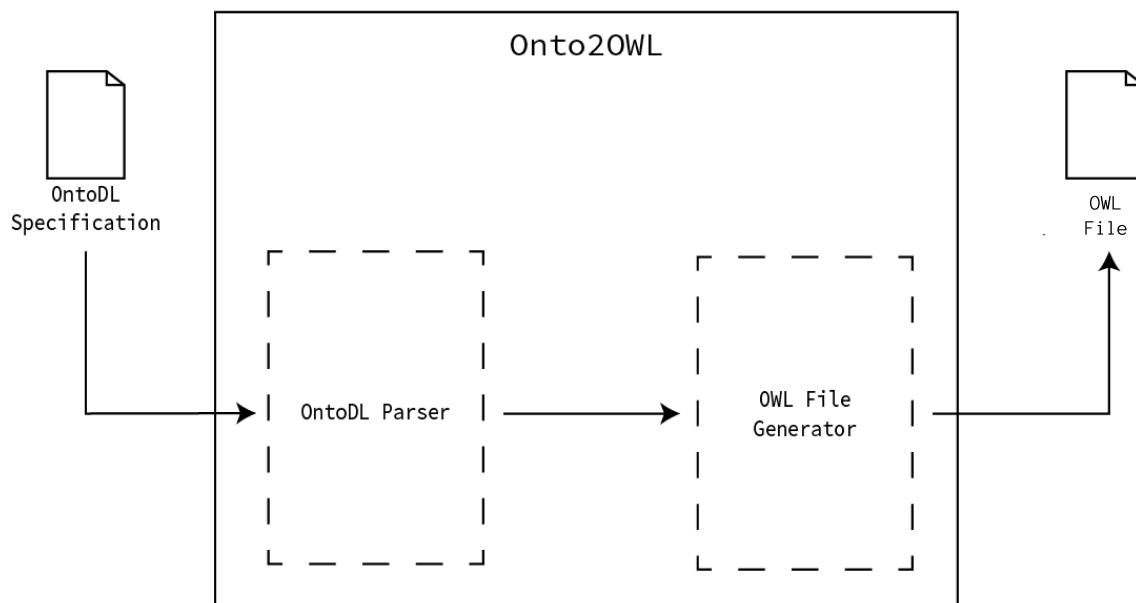 Onto2OWL
OntoDL
Specification
OntoDL Parser
OWL File
Generator
OWL
File